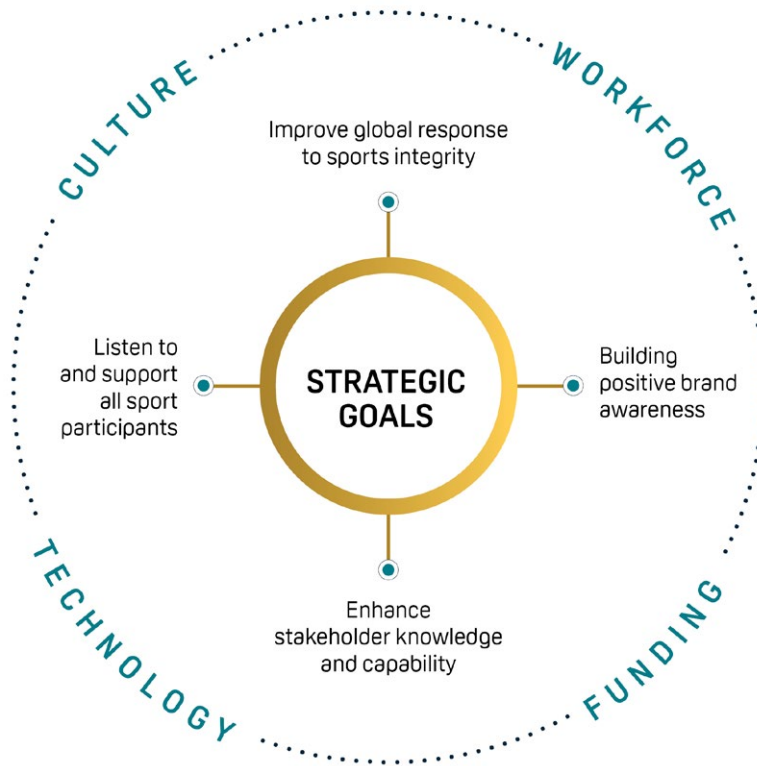 CULTURE
WORKFORCE
Improve global response
to sports integrity
Listen to
and support
all sport
participants
STRATEGIC
GOALS
Building
positive brand
awareness
Enhance
stakeholder knowledge
and capability
TECHNOLOGY
FUNDING